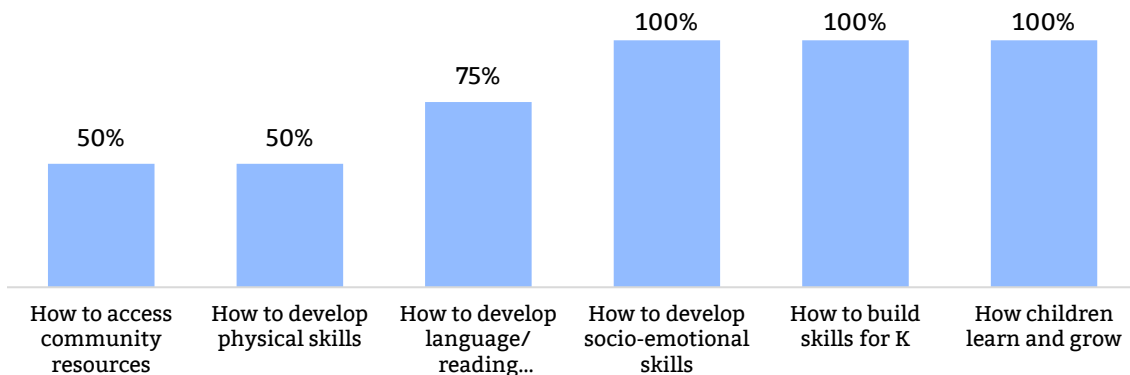 50%
50%
75%
100%
100%
100%
How to access
community
resources
How to develop
physical skills
How to develop
language/
reading...
How to develop
socio-emotional
skills
How to build
skills for K
How children
learn and grow